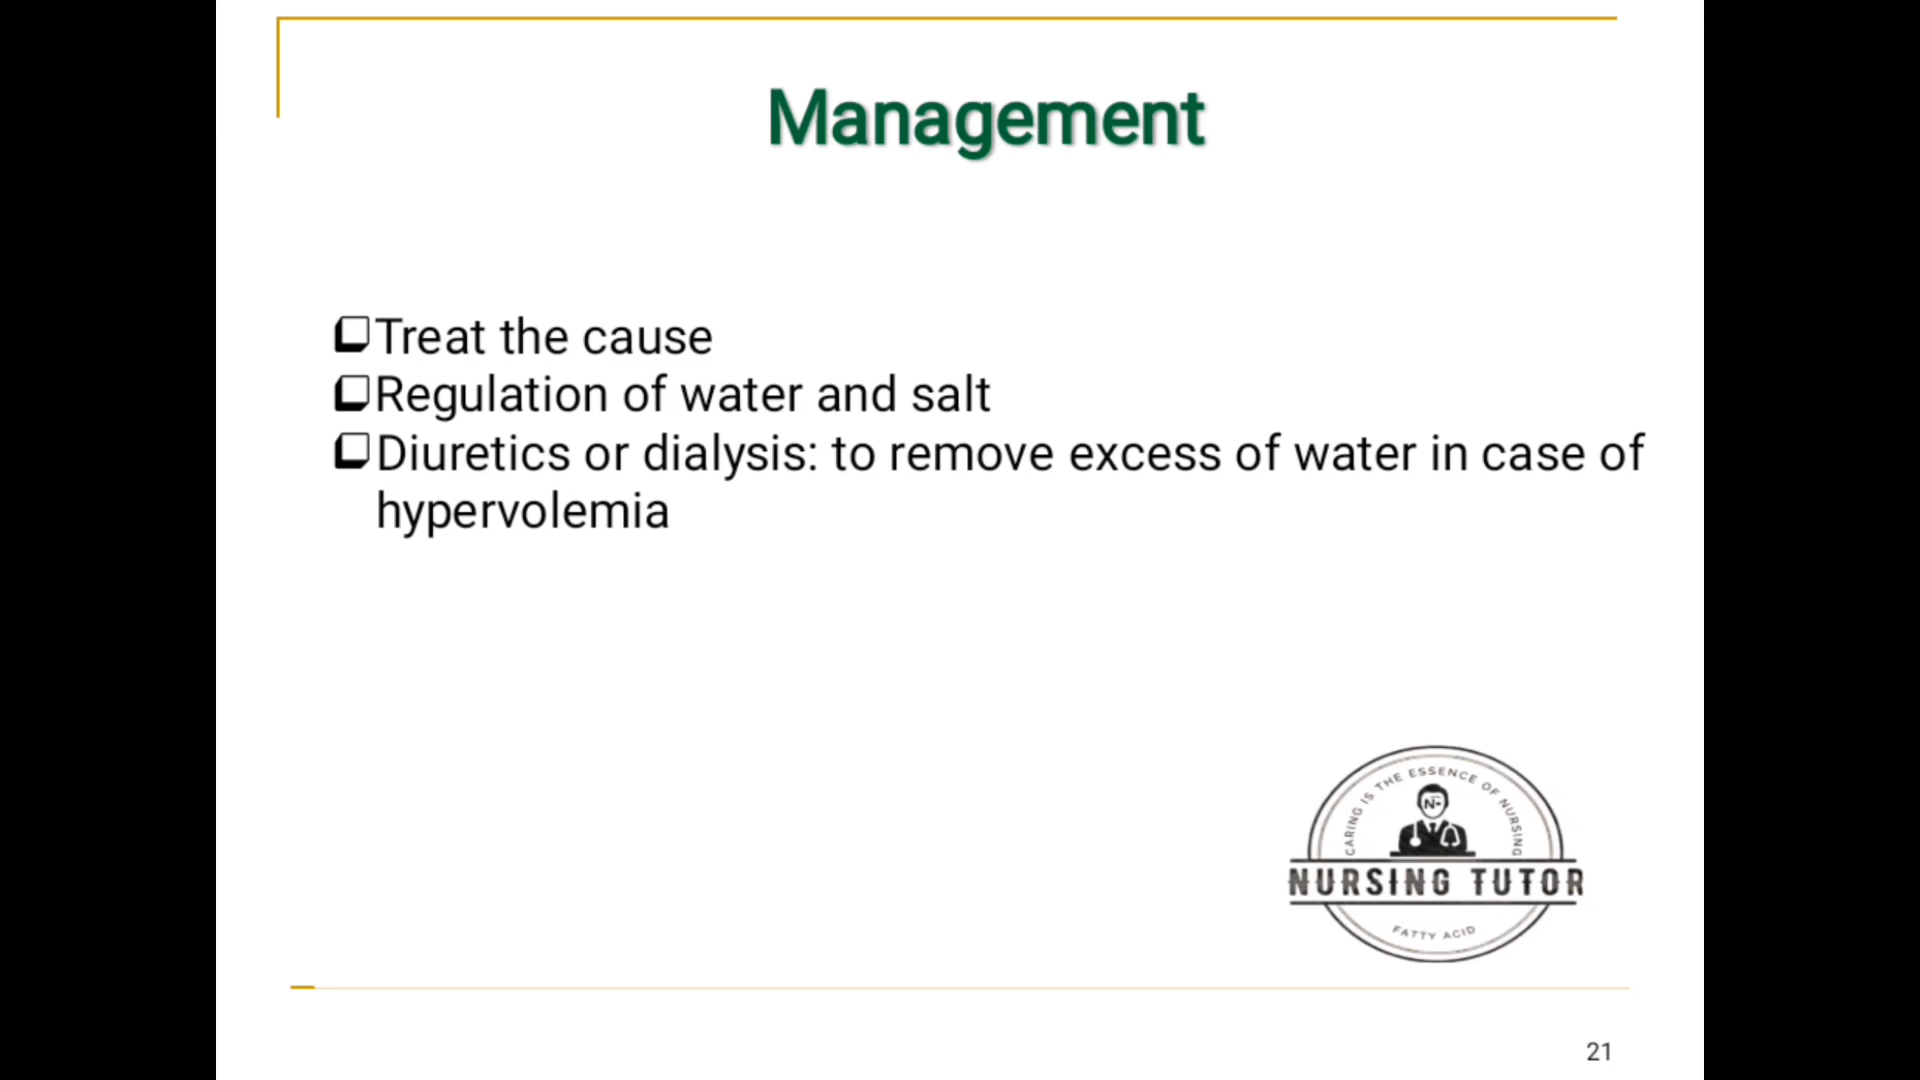 Management
Treat the cause
Regulation of water and salt
Diuretics or dialysis: to remove excess of water in case of
hypervolemia
CARING IS THE ESSENCE OF NURSING
N
NURSING TUTOR
FATTY ACID
21